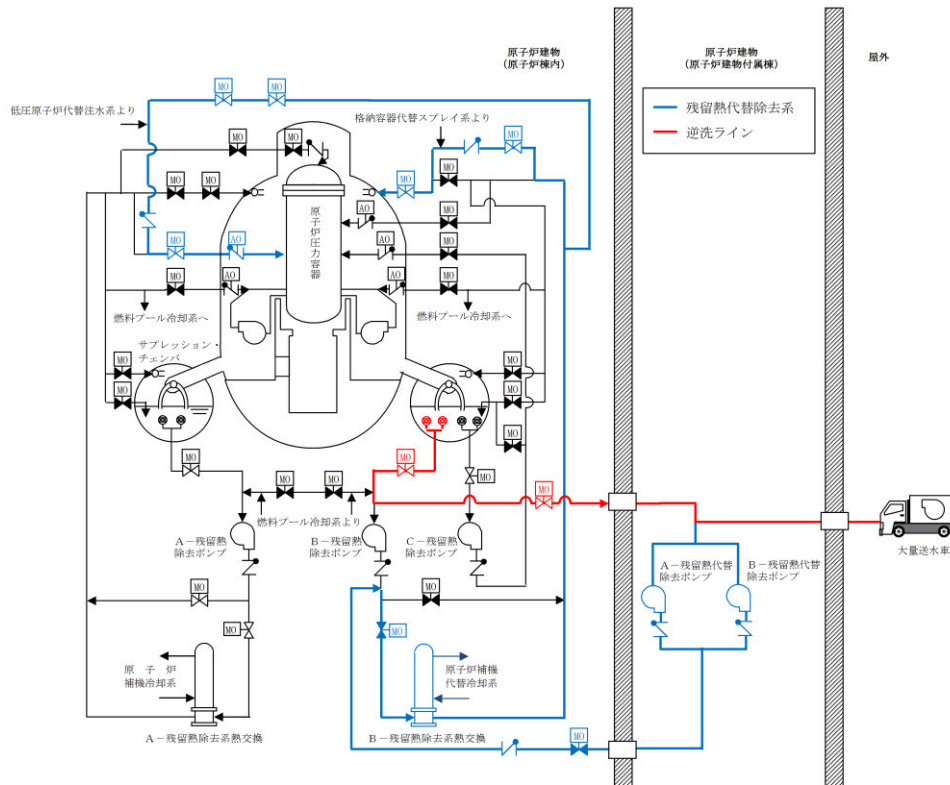 原子炉建物
(原子炉棟内)
原子炉建物
(原子炉建物付属棟)
屋外
残留熱代替除去系
逆洗ライン
MO
MO
低圧原子炉代替注水系より
格納容器代替スプレイ系より
MO
MO
MO
MO
MO
MO
MO
AO
MO
原子炉圧力容器
MO
AO
AO
MO
MO
AO
AO
MO
燃料プール冷却系へ
燃料プール冷却系へ
サプレッション・
チェンバ
MO
MO
MO
MO
MO
MO
MO
MO
MO
MO
MO
燃料プール冷却系より
A-残留熱
除去ポンプ
B-残留熱
除去ポンプ
C-残留熱
除去ポンプ
大量送水車
A-残留熱代替
除去ポンプ
B-残留熱代替
除去ポンプ
MO
MO
MO
MO
原子炉
補機冷却系
原子炉補機
代替冷却系
A-残留熱除去系熱交換
B-残留熱除去系熱交換
MO